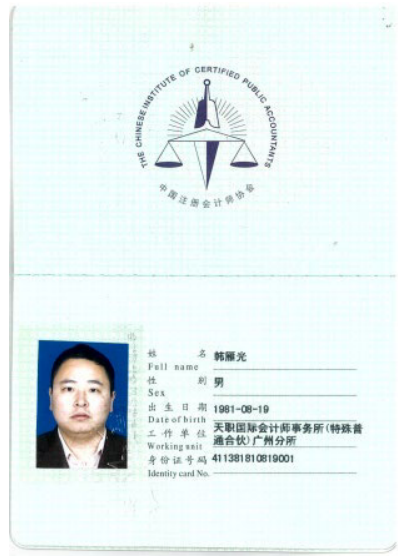 THE CHINESE INSTITUTE OF CERTIFIED PUBLIC ACCOUNTANTS
中国注册会计师协会
姓 名 韩雁光
Full name
性 别 男
Sex
出生日期 1981-08-19
Date of birth
工作单位 天职国际会计师事务所(特殊普
通合伙)广州分所
Working unit
身份证号码 411381810819001
Identity card No.